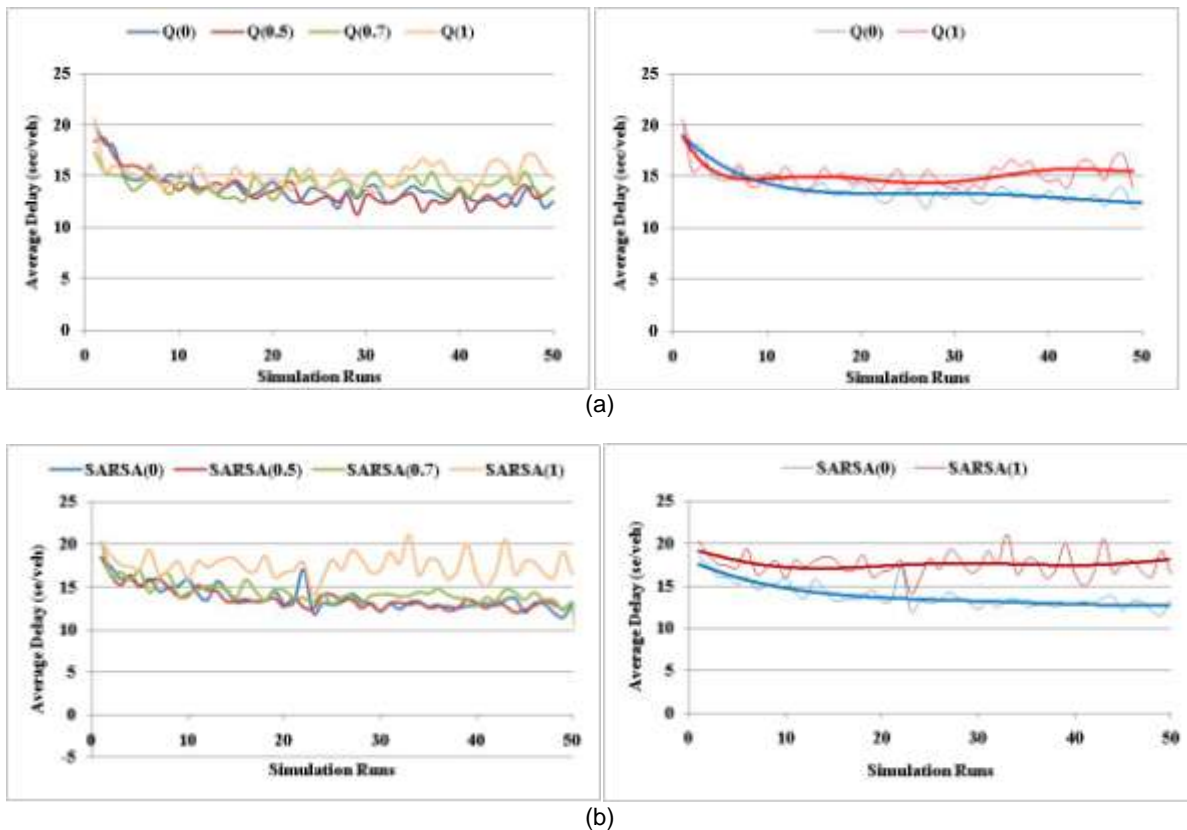 Q(0) Q(0.5) Q(0.7) Q(1)
25
20
15
10
5
0
Average Delay (sec/veh)
0 10 20 30 40 50
Simulation Runs
Q(0) Q(1)
25
20
15
10
5
0
Average Delay (sec/veh)
0 10 20 30 40 50
Simulation Runs
(a)
SARSA(0) SARSA(0.5) SARSA(0.7) SARSA(1)
25
20
15
10
5
0
-5
Average Delay (se/veh)
0 10 20 30 40 50
Simulation Runs
SARSA(0) SARSA(1)
25
20
15
10
5
0
Average Delay (se/veh)
0 10 20 30 40 50
Simulation Runs
(b)